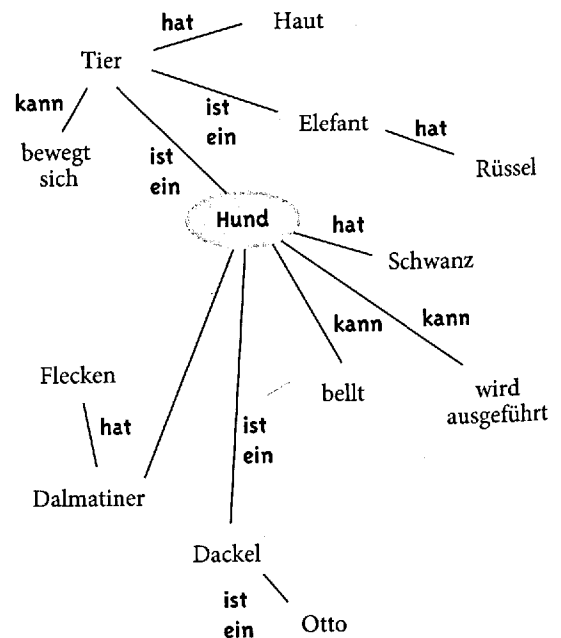 hat
Haut
Tier
kann
ist
ein
Elefant
hat
bewegt
sich
ist
ein
Rüssel
Hund
hat
Schwanz
kann
kann
Flecken
bellt
wird
ausgeführt
hat
ist
ein
Dalmatiner
Dackel
ist
ein
Otto